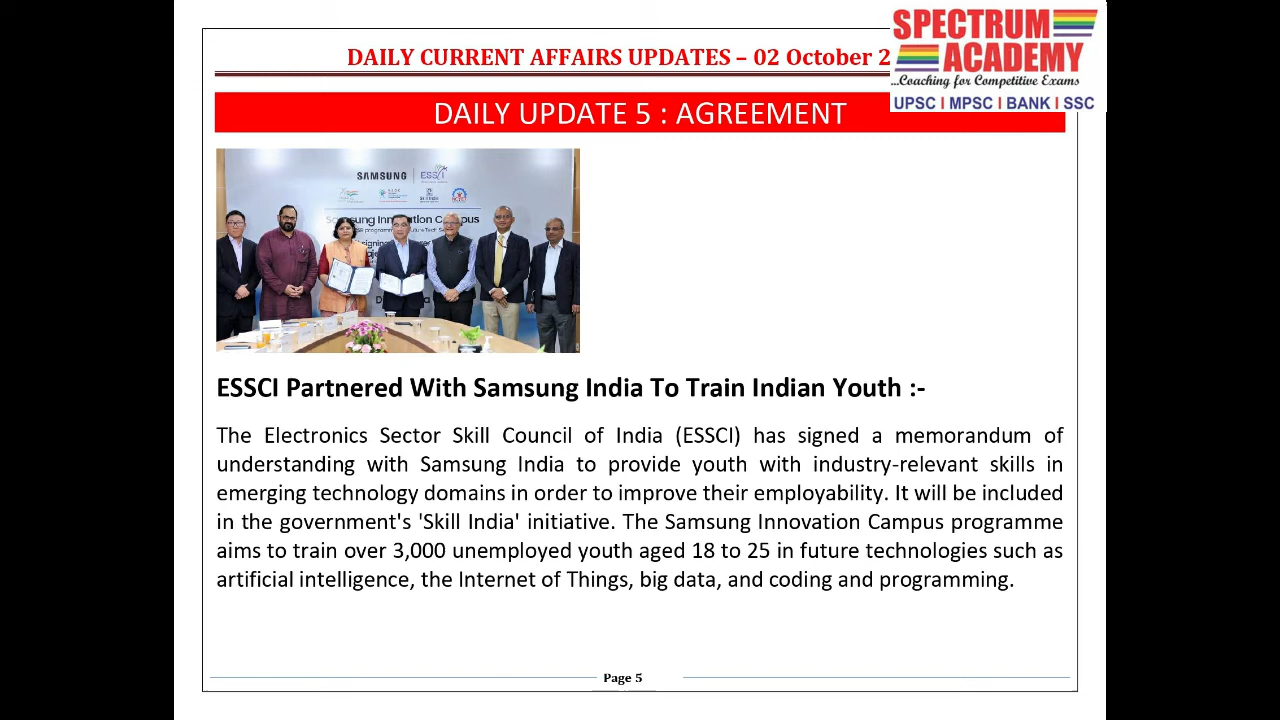 SPECTRUM
ACADEMY
...Coaching for Competitive Exams
UPSC | MPSC | BANK | SSC
DAILY CURRENT AFFAIRS UPDATES – 02 October 2
DAILY UPDATE 5 : AGREEMENT
SAMSUNG | ESSCI
Samsung Innovation Campus
ESSCI Partnered With Samsung India To Train Indian Youth :-
The Electronics Sector Skill Council of India (ESSCI) has signed a memorandum of
understanding with Samsung India to provide youth with industry-relevant skills in
emerging technology domains in order to improve their employability. It will be included
in the government's 'Skill India' initiative. The Samsung Innovation Campus programme
aims to train over 3,000 unemployed youth aged 18 to 25 in future technologies such as
artificial intelligence, the Internet of Things, big data, and coding and programming.
Page 5